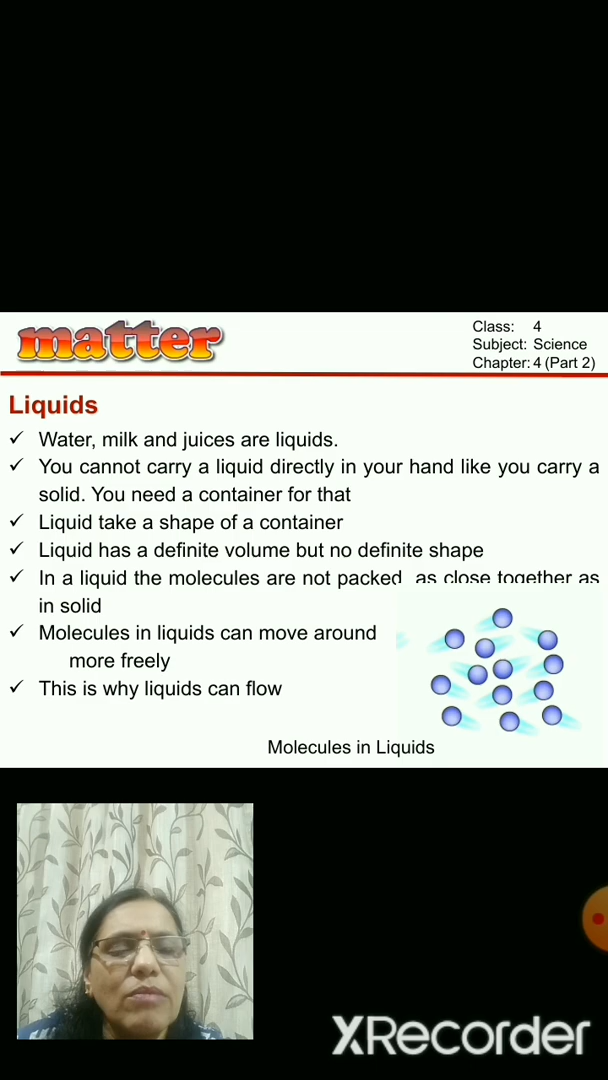 matter
Class: 4
Subject: Science
Chapter: 4 (Part 2)
Liquids
✓ Water, milk and juices are liquids.
✓ You cannot carry a liquid directly in your hand like you carry a
solid. You need a container for that
✓ Liquid take a shape of a container
✓ Liquid has a definite volume but no definite shape
✓ In a liquid the molecules are not packed as close together as
in solid
✓ Molecules in liquids can move around
more freely
✓ This is why liquids can flow
Molecules in Liquids
XRecorder